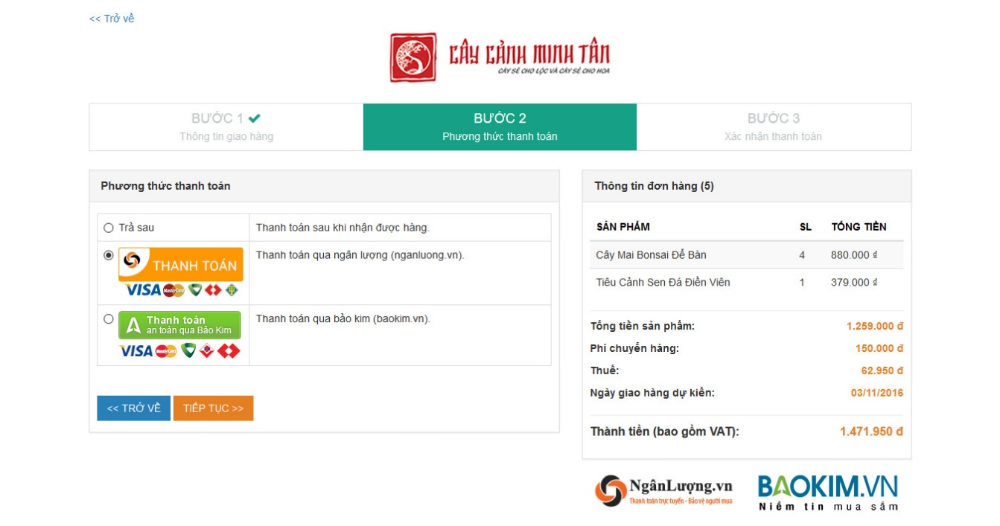 << Trở về
CÂY CẢNH MINH TÂN
CÂY SẼ CHO LỘC VÀ CÂY SẼ CHO HOA
BƯỚC 1
Thông tin giao hàng
BƯỚC 2
Phương thức thanh toán
BƯỚC 3
Xác nhận thanh toán
Phương thức thanh toán
Trả sau
Thanh toán sau khi nhận được hàng.
THANH TOÁN
VISA MasterCard
Thanh toán qua ngân lượng (nganluong.vn).
Thanh toán
an toàn qua Bảo Kim
VISA MasterCard
Thanh toán qua bảo kim (baokim.vn).
<< TRỞ VỀ
TIẾP TỤC >>
Thông tin đơn hàng (5)
SẢN PHẨM SL TỔNG TIỀN
Cây Mai Bonsai Để Bàn 4 880.000 đ
Tiểu Cảnh Sen Đá Điền Viên 1 379.000 đ
Tổng tiền sản phẩm: 1.259.000 đ
Phí chuyển hàng: 150.000 đ
Thuế: 62.950 đ
Ngày giao hàng dự kiến: 03/11/2016
Thành tiền (bao gồm VAT): 1.471.950 đ
NgânLượng.vn
Thanh toán trực tuyến - Bảo vệ người mua
BAOKIM.VN
Niềm tin mua sắm